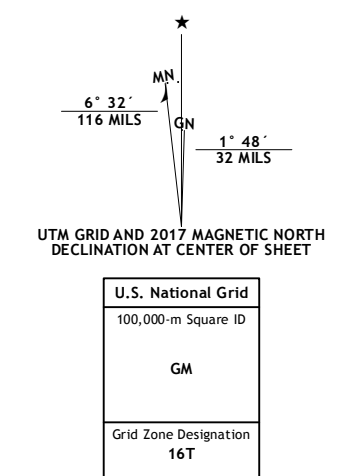 ★
MN
6° 32´
116 MILS
GN
1° 48´
32 MILS
UTM GRID AND 2017 MAGNETIC NORTH
DECLINATION AT CENTER OF SHEET
U.S. National Grid
100,000-m Square ID
GM
Grid Zone Designation
16T